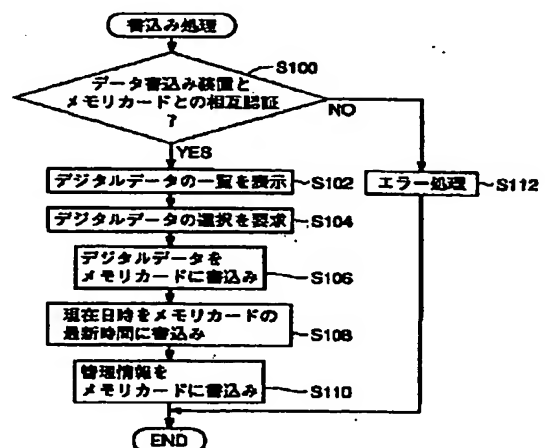 書込み処理
S100
データ書込み装置と
メモリカードとの相互認証
?
NO
YES
デジタルデータの一覧を表示
S102
エラー処理
S112
デジタルデータの選択を要求
S104
デジタルデータを
メモリカードに書込み
S106
現在日時をメモリカードの
最新時間に書込み
S108
管理情報を
メモリカードに書込み
S110
END